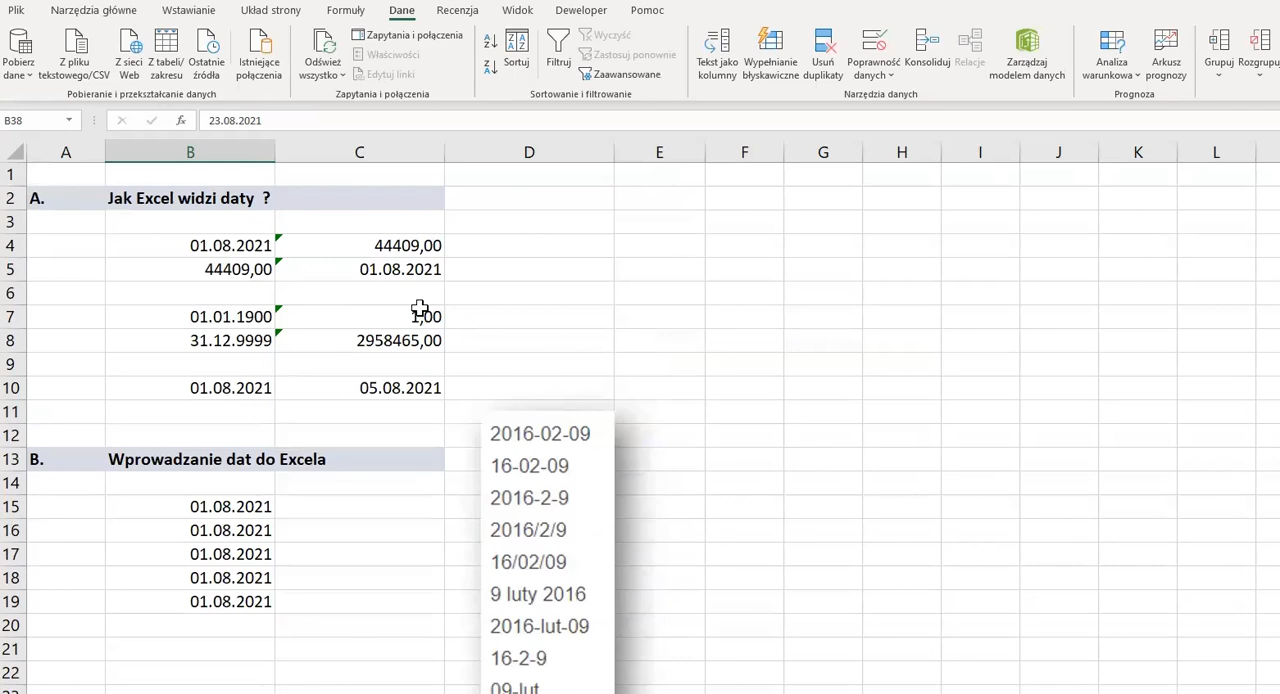 Plik Narzędzia główne Wstawianie Układ strony Formuły Dane Recenzja Widok Deweloper Pomoc
Pobierz dane
Z pliku tekstowego/CSV
Z sieci Web
Z tabeli/ zakresu
Ostatnie źródła
Istniejące połączenia
Odśwież wszystko
Zapytania i połączenia
Właściwości
Edytuj linki
Sortuj
Filtruj
Wyczyść
Zastosuj ponownie
Zaawansowane
Tekst jako kolumny
Wypełnianie błyskawiczne
Usuń duplikaty
Poprawność danych
Konsoliduj
Relacje
Zarządzaj modelem danych
Analiza warunkowa
Arkusz prognozy
Grupuj
Rozgrupuj
Pobieranie i przekształcanie danych
Zapytania i połączenia
Sortowanie i filtrowanie
Narzędzia danych
Prognoza
B38 fx 23.08.2021
A B C D E F G H I J K L
1
2 A. Jak Excel widzi daty ?
3
4 01.08.2021 44409,00
5 44409,00 01.08.2021
6
7 01.01.1900 1,00
8 31.12.9999 2958465,00
9
10 01.08.2021 05.08.2021
11
12
13 B. Wprowadzanie dat do Excela
14
15 01.08.2021
16 01.08.2021
17 01.08.2021
18 01.08.2021
19 01.08.2021
20
21
22
2016-02-09
16-02-09
2016-2-9
2016/2/9
16/02/09
9 luty 2016
2016-lut-09
16-2-9
09-lut